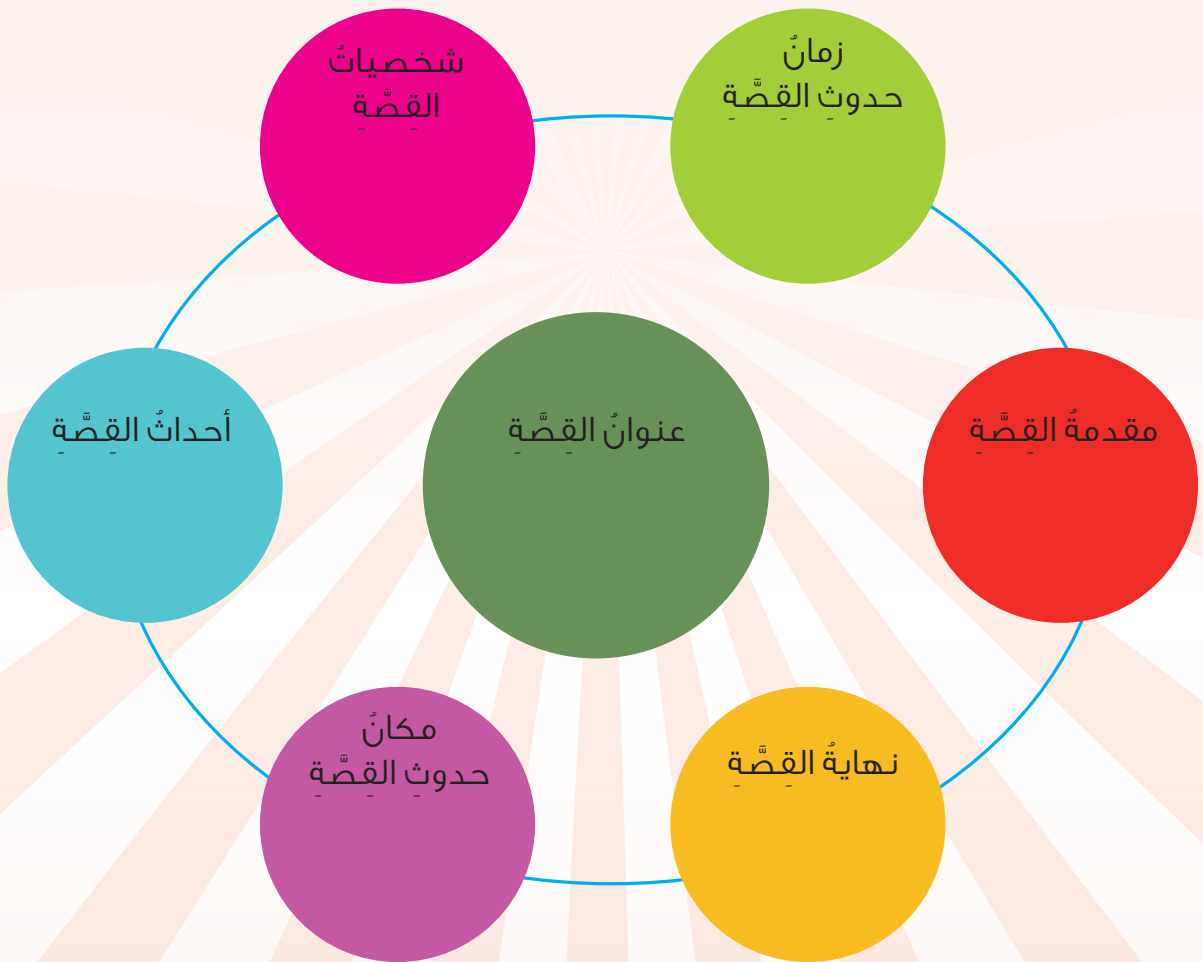 زمانُ
حدوثِ القِصَّةِ
شخصياتُ
القِصَّةِ
مقدمةُ القِصَّةِ
عنوانُ القِصَّةِ
أحداثُ القِصَّةِ
نهايةُ القِصَّةِ
مكانُ
حدوثِ القِصَّةِ